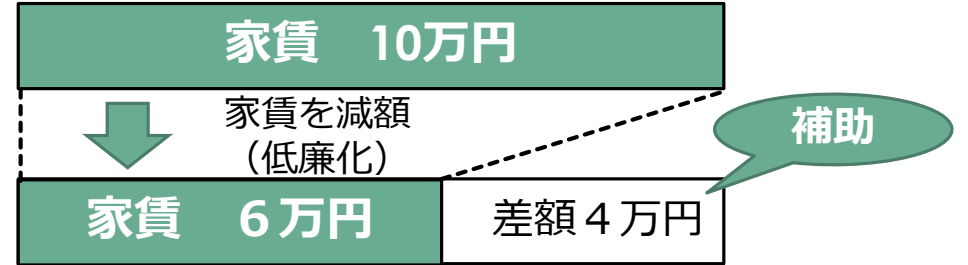 家賃　10万円
家賃を減額
（低廉化）
補助
家賃　６万円
差額４万円